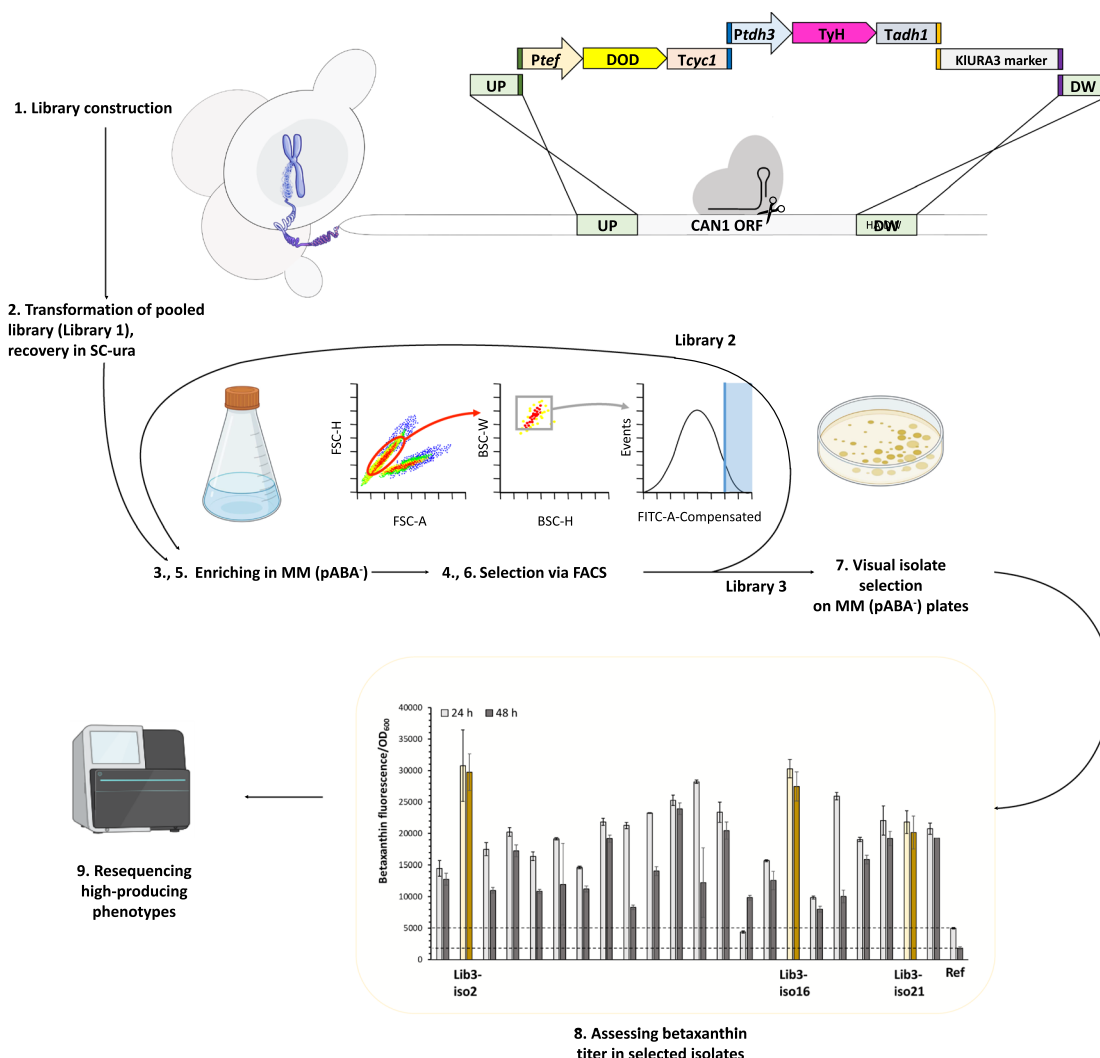 Ptdh3 TyH Tadh1
Ptef DOD Tcyc1 KlURA3 marker
UP DW
1. Library construction
UP CAN1 ORF DW
2. Transformation of pooled
library (Library 1),
recovery in SC-ura
Library 2
FSC-H
FSC-A
BSC-W
BSC-H
Events
FITC-A-Compensated
3., 5. Enriching in MM (pABA-)
4., 6. Selection via FACS
Library 3
7. Visual isolate
selection
on MM (pABA-) plates
Betaxanthin fluorescence/OD600
24 h 48 h
40000
35000
30000
25000
20000
15000
10000
5000
0
Lib3-
iso2
Lib3-
iso16
Lib3-
iso21
Ref
8. Assessing betaxanthin
titer in selected isolates
9. Resequencing
high-producing
phenotypes